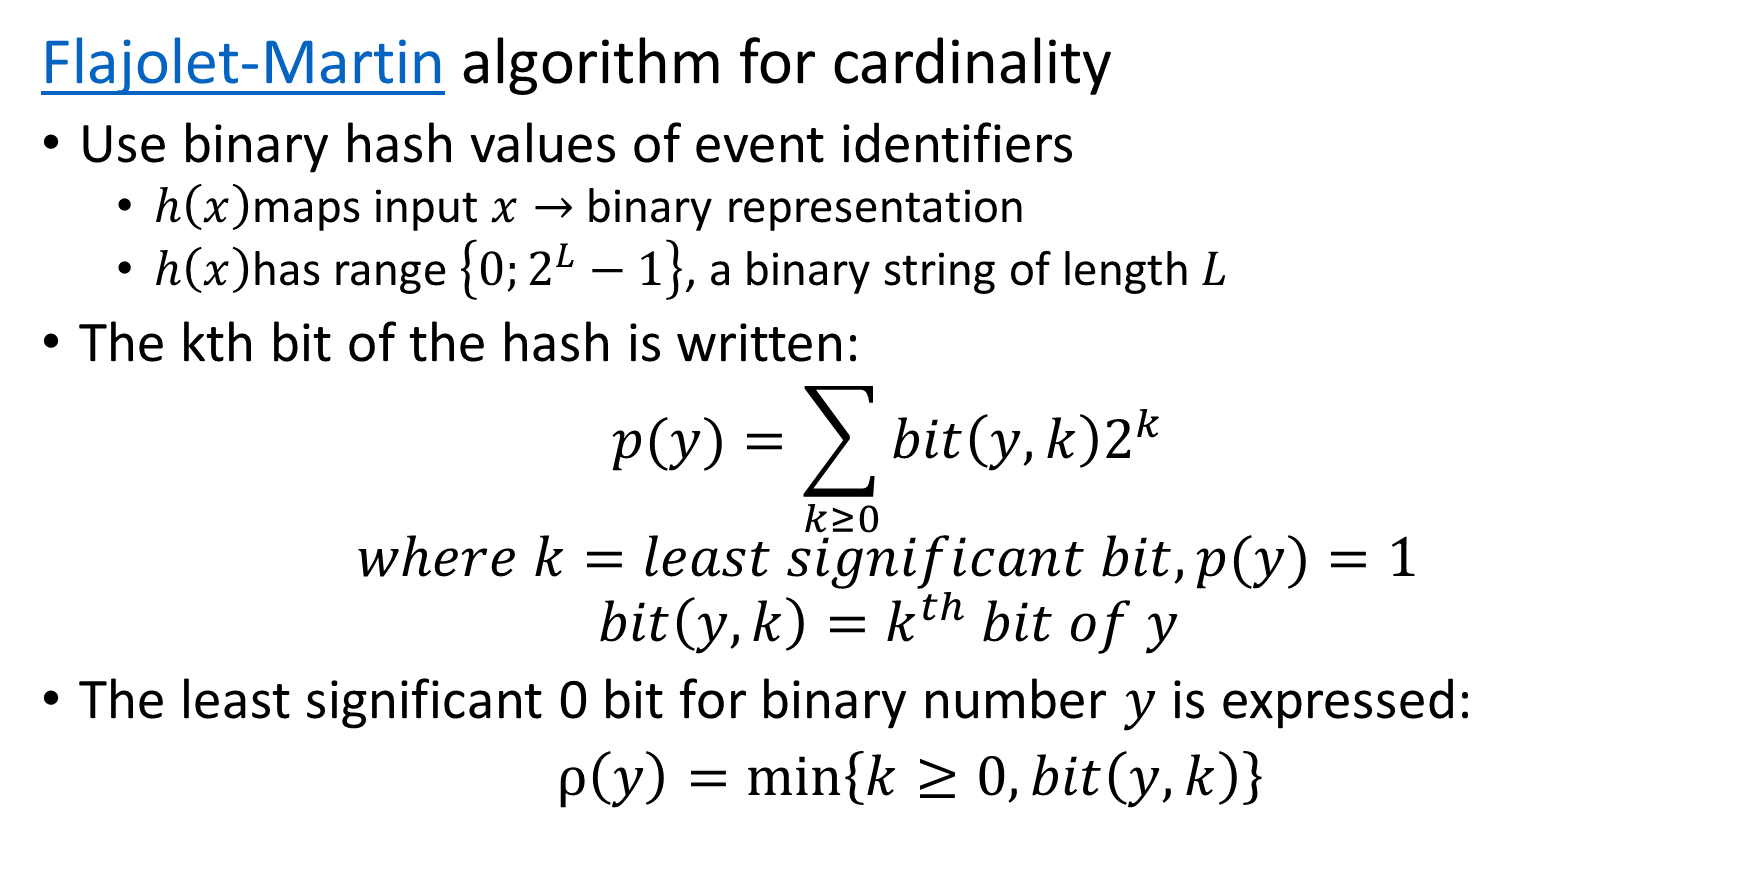 Flajolet-Martin algorithm for cardinality
• Use binary hash values of event identifiers
• h(x)maps input x → binary representation
• h(x)has range {0; 2^L − 1}, a binary string of length L
• The kth bit of the hash is written:
p(y) = ∑_{k≥0} bit(y, k)2^k
where k = least significant bit, p(y) = 1
bit(y, k) = k^{th} bit of y
• The least significant 0 bit for binary number y is expressed:
ρ(y) = min{k ≥ 0, bit(y, k)}